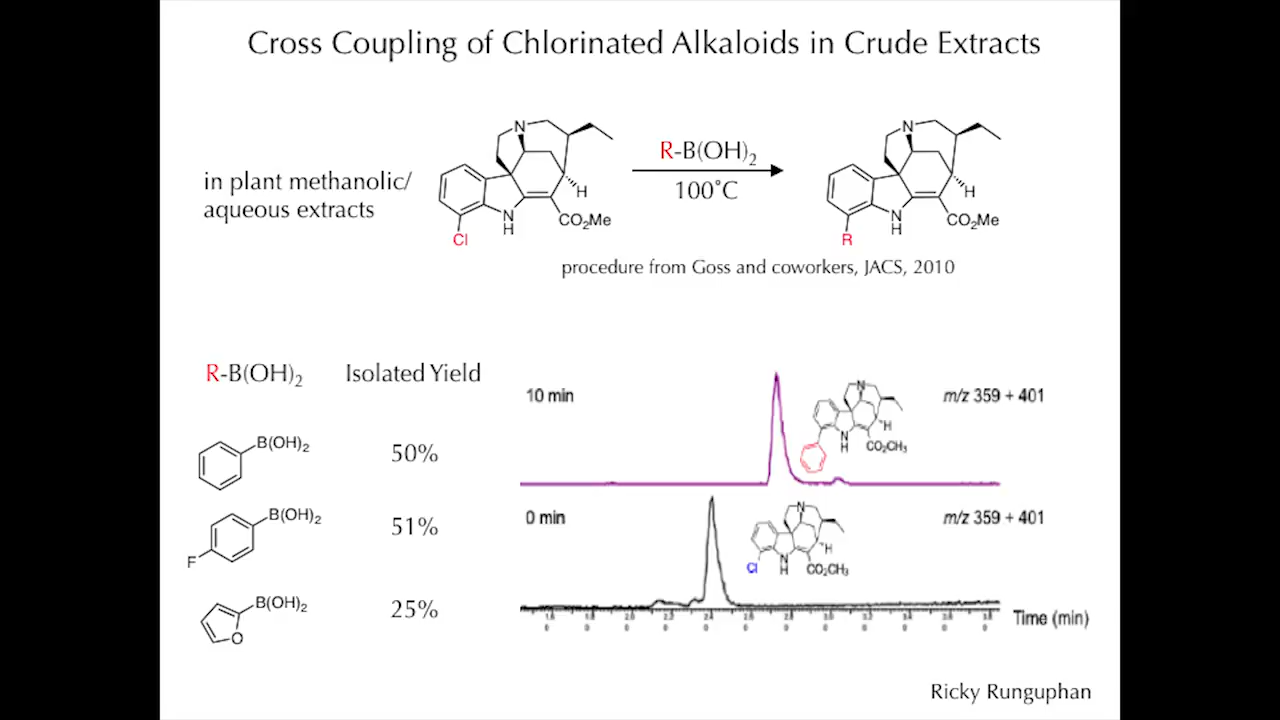 Cross Coupling of Chlorinated Alkaloids in Crude Extracts
in plant methanolic/
aqueous extracts
N
H
N
H
CO₂Me
Cl
R-B(OH)₂
100˚C
N
H
N
H
CO₂Me
R
procedure from Goss and coworkers, JACS, 2010
R-B(OH)₂ Isolated Yield
B(OH)₂
50%
B(OH)₂
F
51%
B(OH)₂
O
25%
10 min
m/z 359 + 401
N
H
N
H
CO₂CH₃
0 min
m/z 359 + 401
N
H
N
H
CO₂CH₃
Cl
Time (min)
Ricky Runguphan